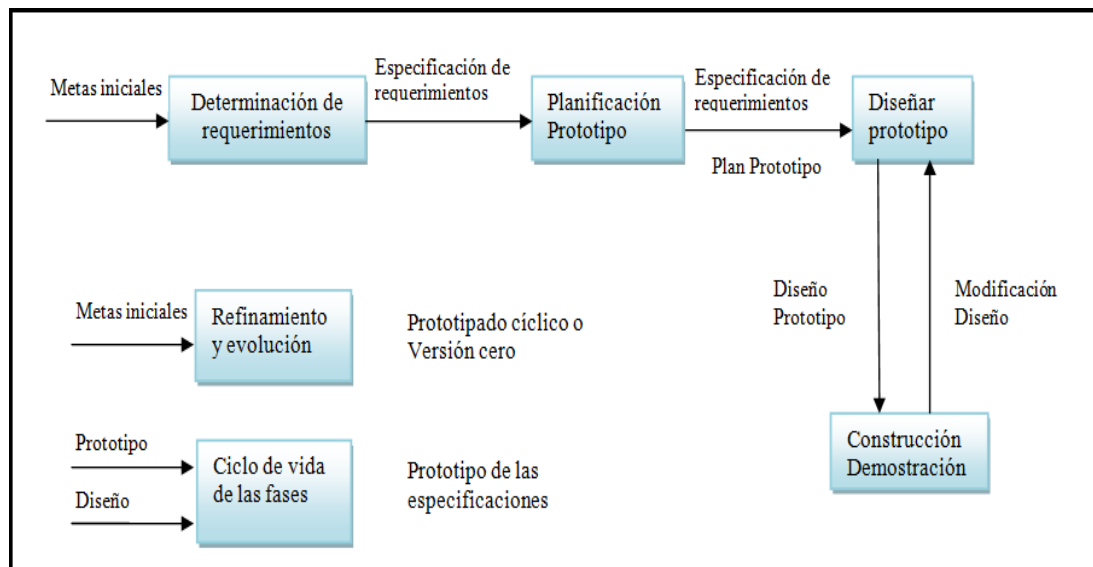 Metas iniciales
Determinación de
requerimientos
Especificación de
requerimientos
Planificación
Prototipo
Especificación de
requerimientos
Plan Prototipo
Diseñar
prototipo
Diseño
Prototipo
Modificación
Diseño
Construcción
Demostración
Metas iniciales
Refinamiento
y evolución
Prototipado cíclico o
Versión cero
Prototipo
Diseño
Ciclo de vida
de las fases
Prototipo de las
especificaciones